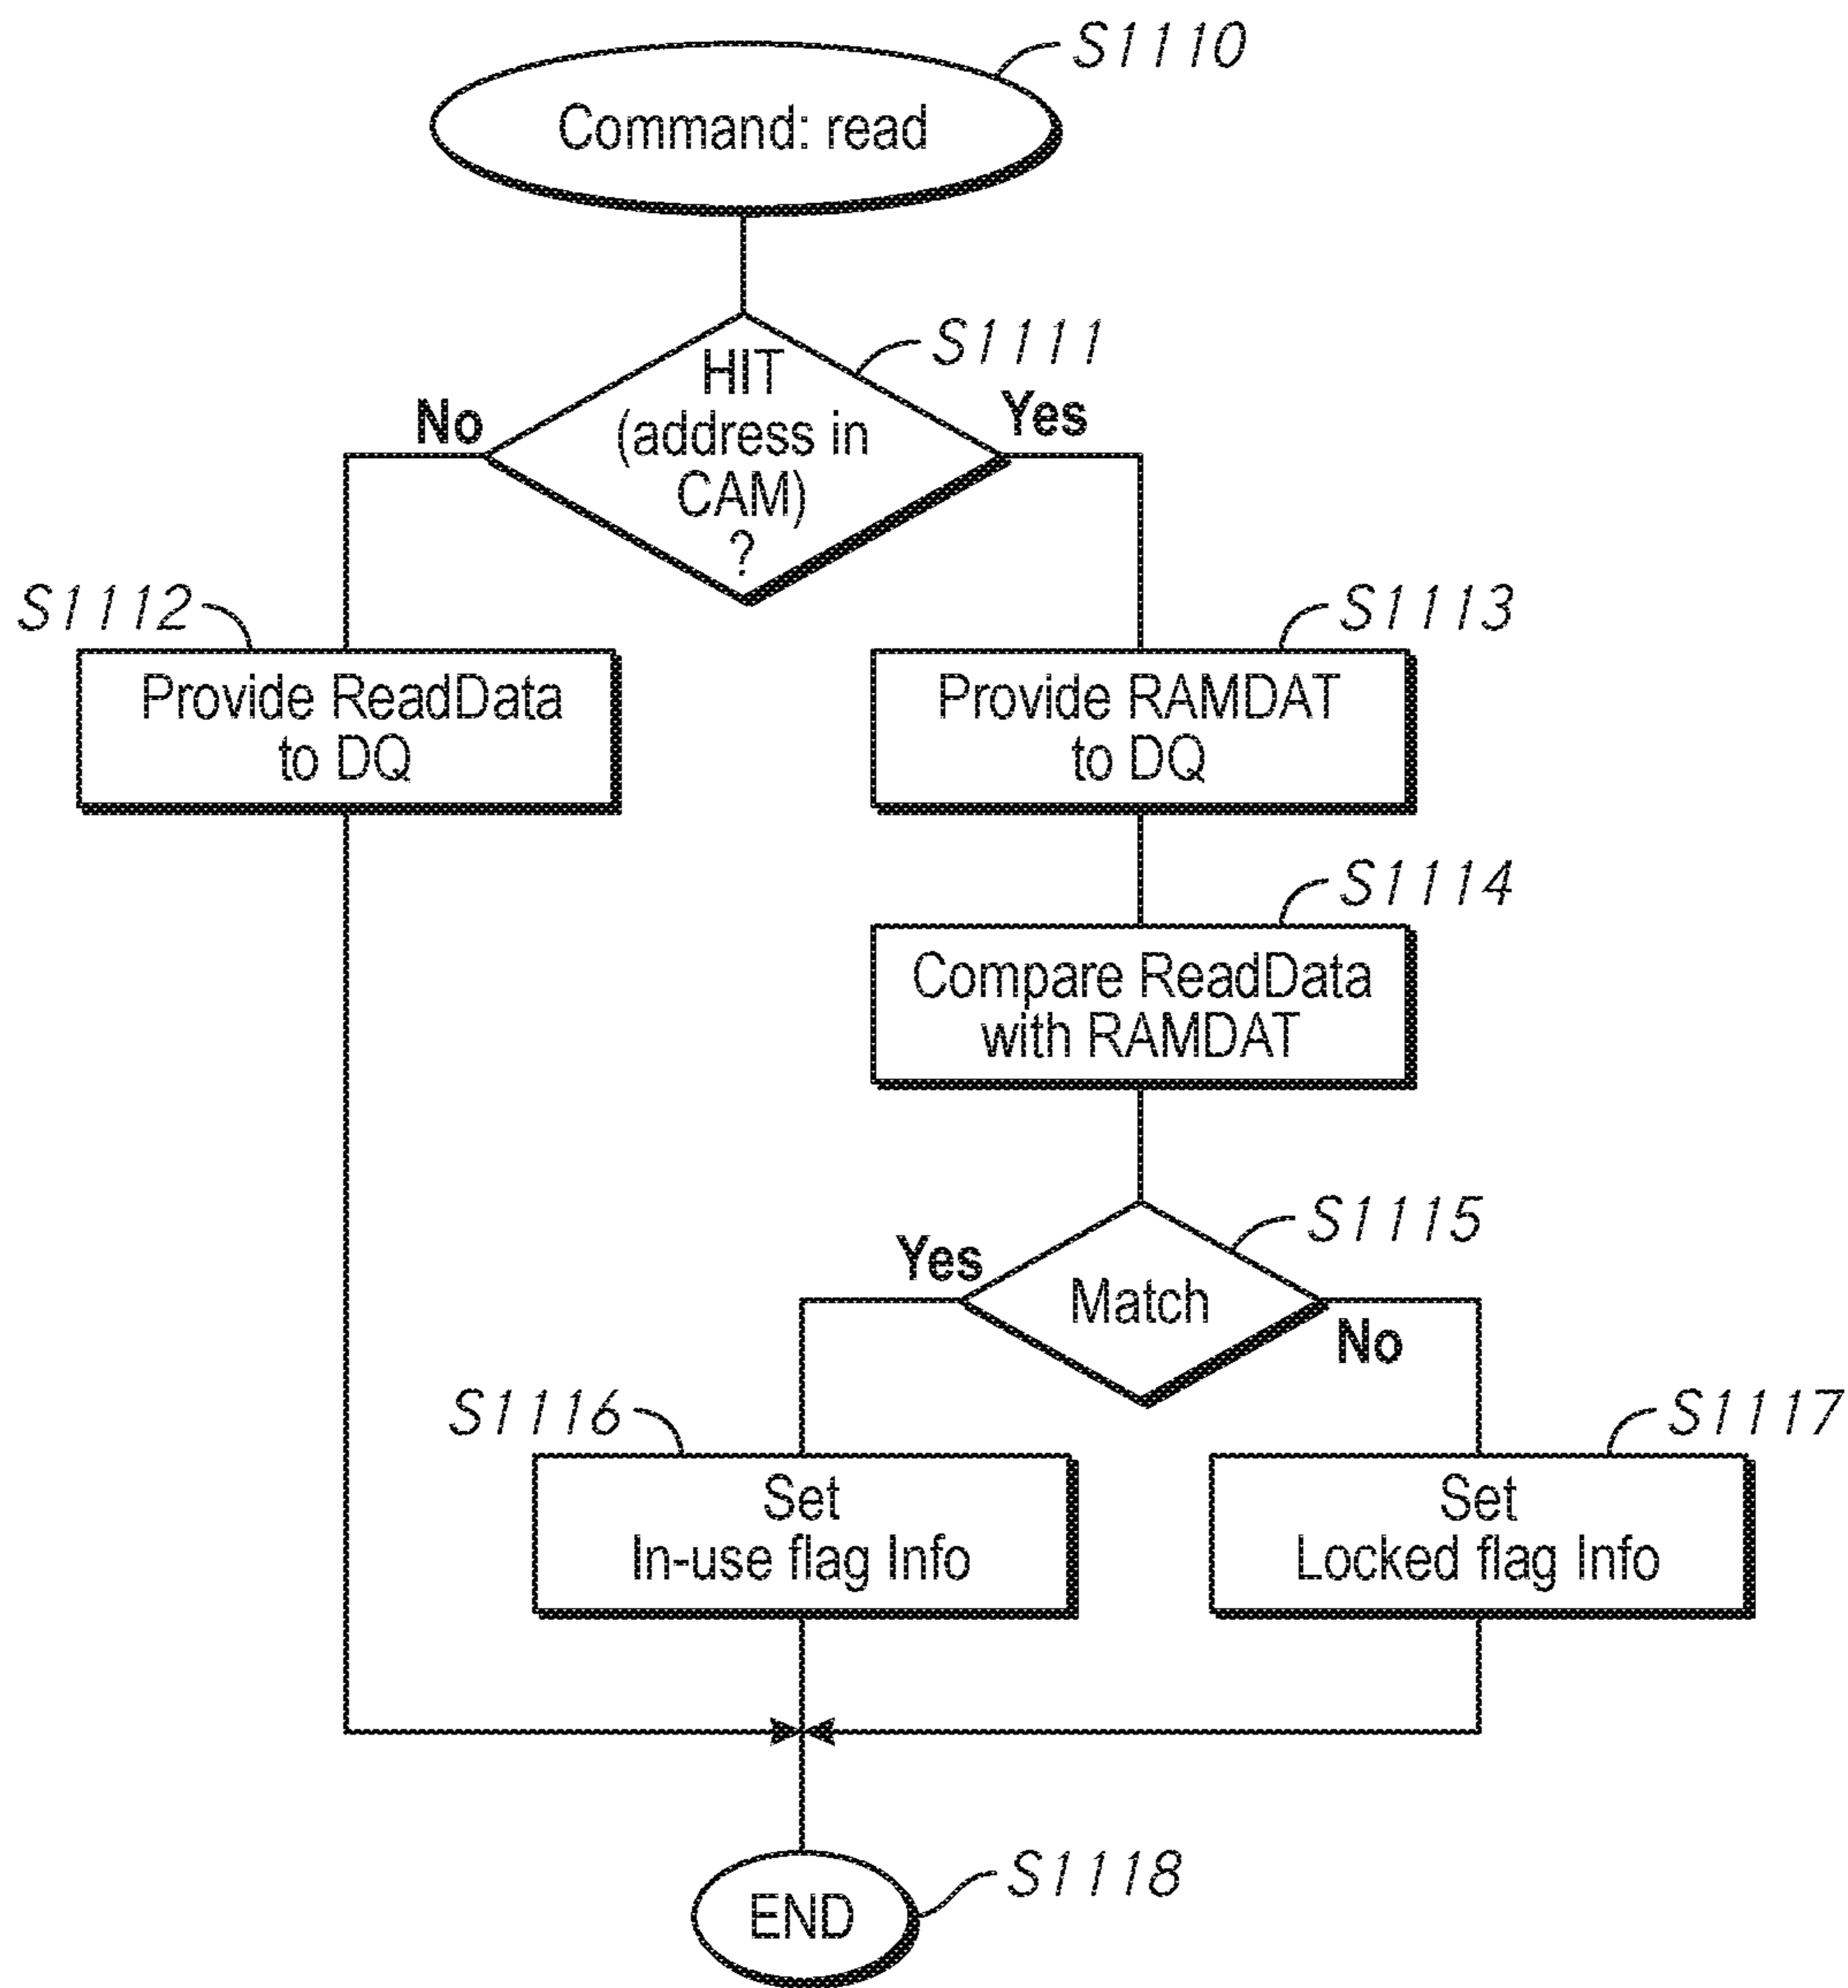 S1110
Command: read
S1111
HIT
(address in
CAM)
?
No
Yes
S1112
Provide ReadData
to DQ
S1113
Provide RAMDAT
to DQ
S1114
Compare ReadData
with RAMDAT
S1115
Match
Yes
No
S1116
Set
In-use flag Info
S1117
Set
Locked flag Info
END
S1118